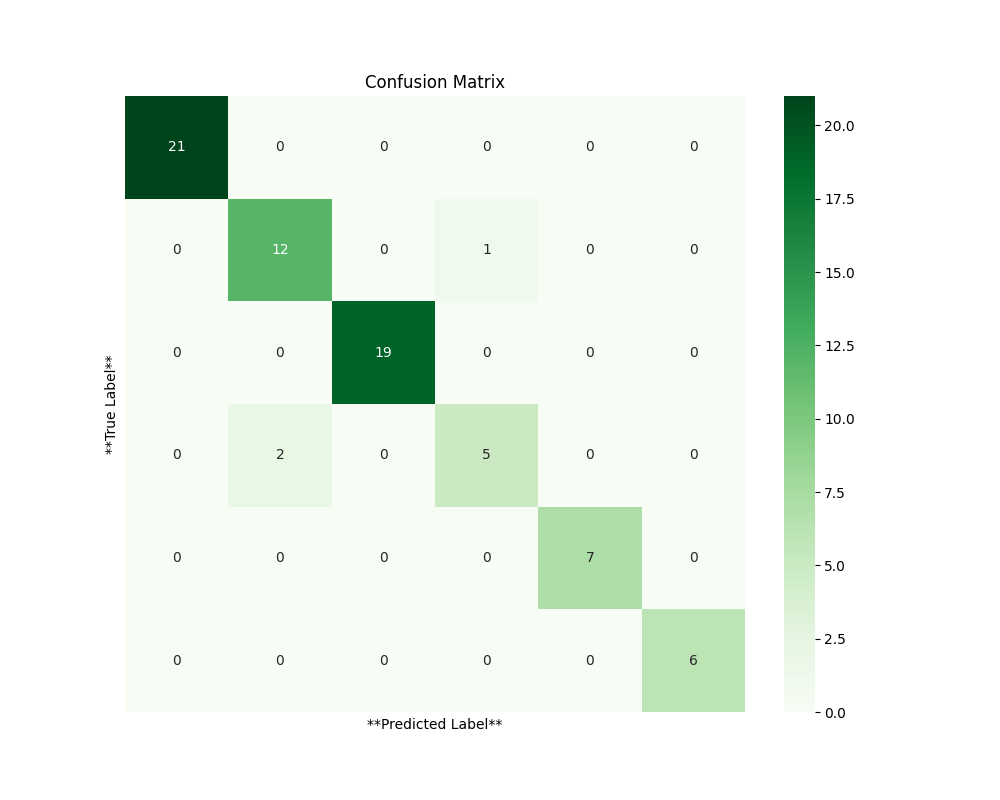 Confusion Matrix
21 0 0 0 0 0
0 12 0 1 0 0
0 0 19 0 0 0
0 2 0 5 0 0
0 0 0 0 7 0
0 0 0 0 0 6
**True Label**
**Predicted Label**
20.0
17.5
15.0
12.5
10.0
7.5
5.0
2.5
0.0